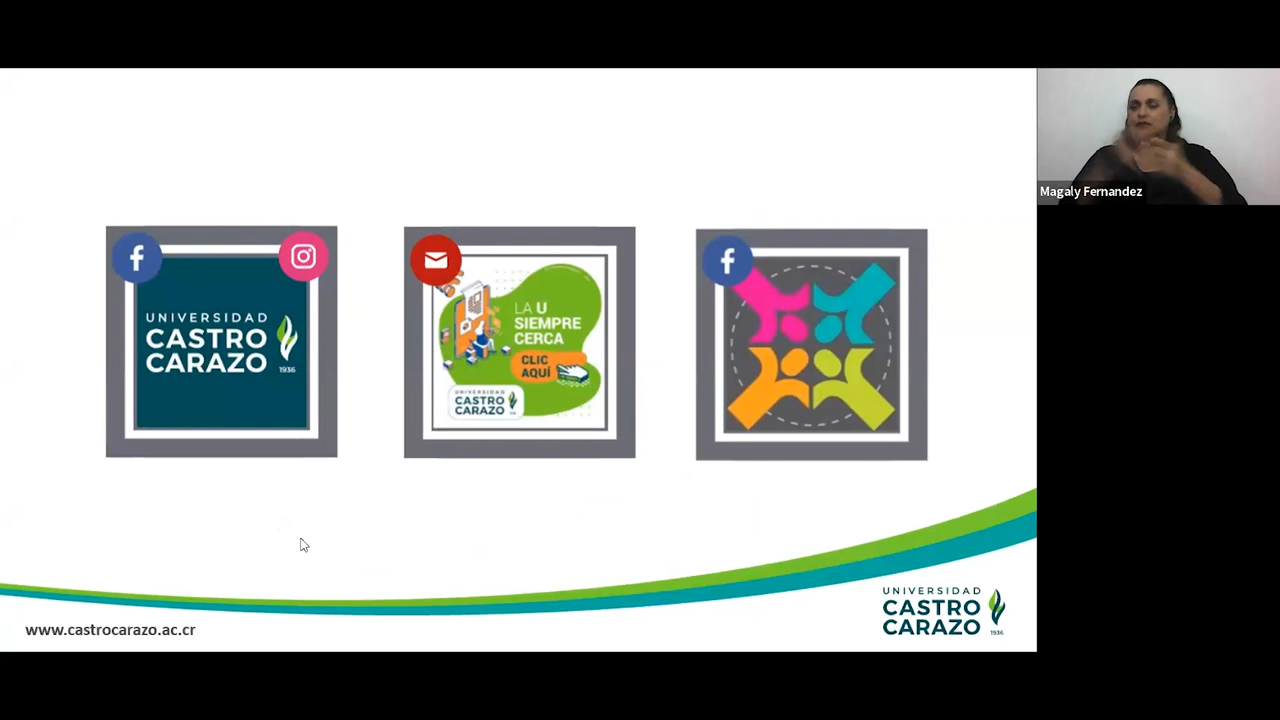 Magaly Fernandez
UNIVERSIDAD
CASTRO
CARAZO
1936
LA U
SIEMPRE
CERCA
CLIC
AQUÍ
UNIVERSIDAD
CASTRO
CARAZO
www.castrocarazo.ac.cr
UNIVERSIDAD
CASTRO
CARAZO
1936